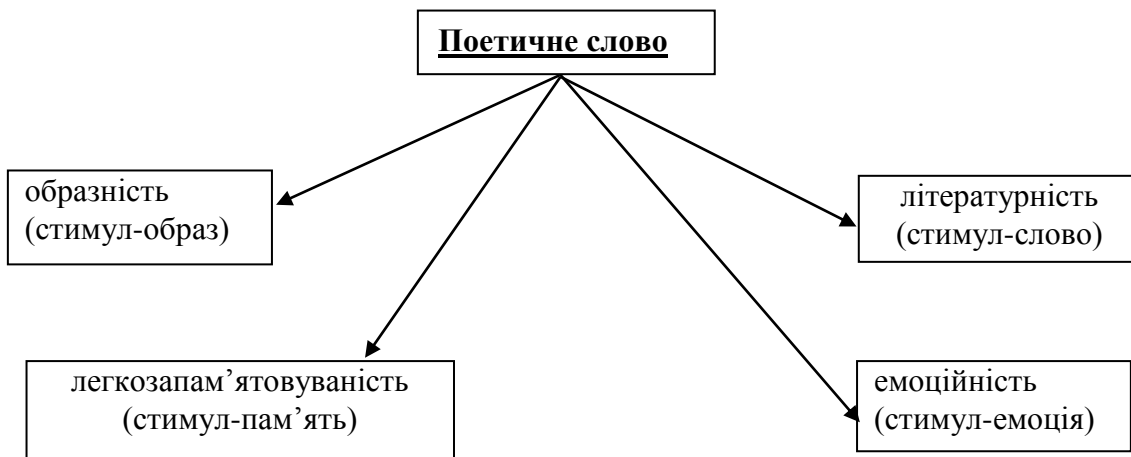 Поетичне слово
образність
(стимул-образ)
літературність
(стимул-слово)
легкозапам’ятовуваність
(стимул-пам’ять)
емоційність
(стимул-емоція)